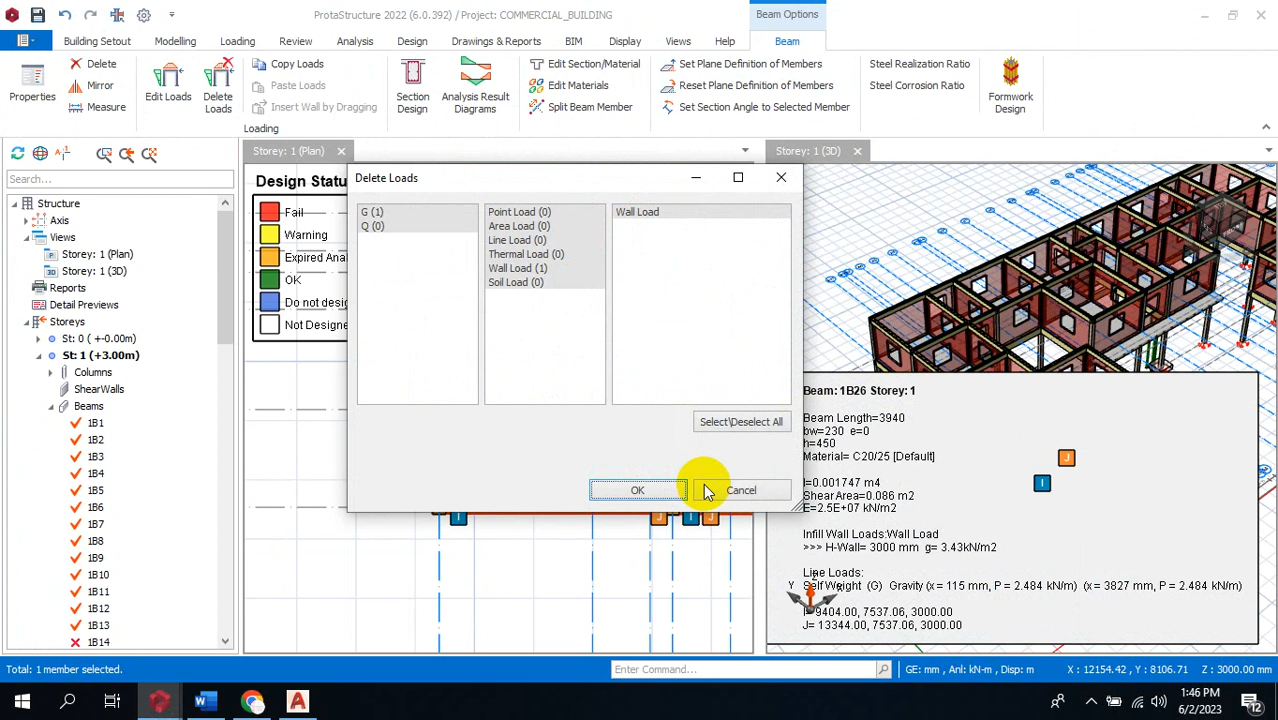 ProtaStructure 2022 (6.0.392) / Project: COMMERCIAL_BUILDING
Beam Options
Building Setout Modelling Loading Review Analysis Design Drawings & Reports BIM Display Views Help Beam
Properties
Delete
Mirror
Measure
Edit Loads
Delete Loads
Copy Loads
Paste Loads
Insert Wall by Dragging
Loading
Section Design
Analysis Result Diagrams
Edit Section/Material
Edit Materials
Split Beam Member
Set Plane Definition of Members
Reset Plane Definition of Members
Set Section Angle to Selected Member
Steel Realization Ratio
Steel Corrosion Ratio
Formwork Design
Search...
Structure
Axis
Views
Storey: 1 (Plan)
Storey: 1 (3D)
Reports
Detail Previews
Storeys
St: 0 (+-0.00m)
St: 1 (+3.00m)
Columns
ShearWalls
Beams
1B1
1B2
1B3
1B4
1B5
1B6
1B7
1B8
1B9
1B10
1B11
1B12
1B13
1B14
Storey: 1 (Plan)
Design Statu
Fail
Warning
Expired Anal
OK
Do not desig
Not Designe
Delete Loads
G (1)
Q (0)
Point Load (0)
Area Load (0)
Line Load (0)
Thermal Load (0)
Wall Load (1)
Soil Load (0)
Wall Load
Select\Deselect All
OK
Cancel
I
J
I
J
Storey: 1 (3D)
Beam: 1B26 Storey: 1
Beam Length=3940
bw=230 e=0
h=450
Material= C20/25 [Default]
I=0.001747 m4
Shear Area=0.086 m2
E=2.5E+07 kN/m2
Infill Wall Loads:Wall Load
>>> H-Wall= 3000 mm g= 3.43kN/m2
Line Loads:
Self Weight (G) Gravity (x = 115 mm, P = 2.484 kN/m) (x = 3827 mm, P = 2.484 kN/m)
I= 9404.00, 7537.06, 3000.00
J= 13344.00, 7537.06, 3000.00
J
I
Y
Z
Total: 1 member selected.
Enter Command...
GE: mm , Anl: kN-m , Disp: m
X : 12154.42 , Y : 8106.71
Z : 3000.00 mm
1:46 PM
6/2/2023
12